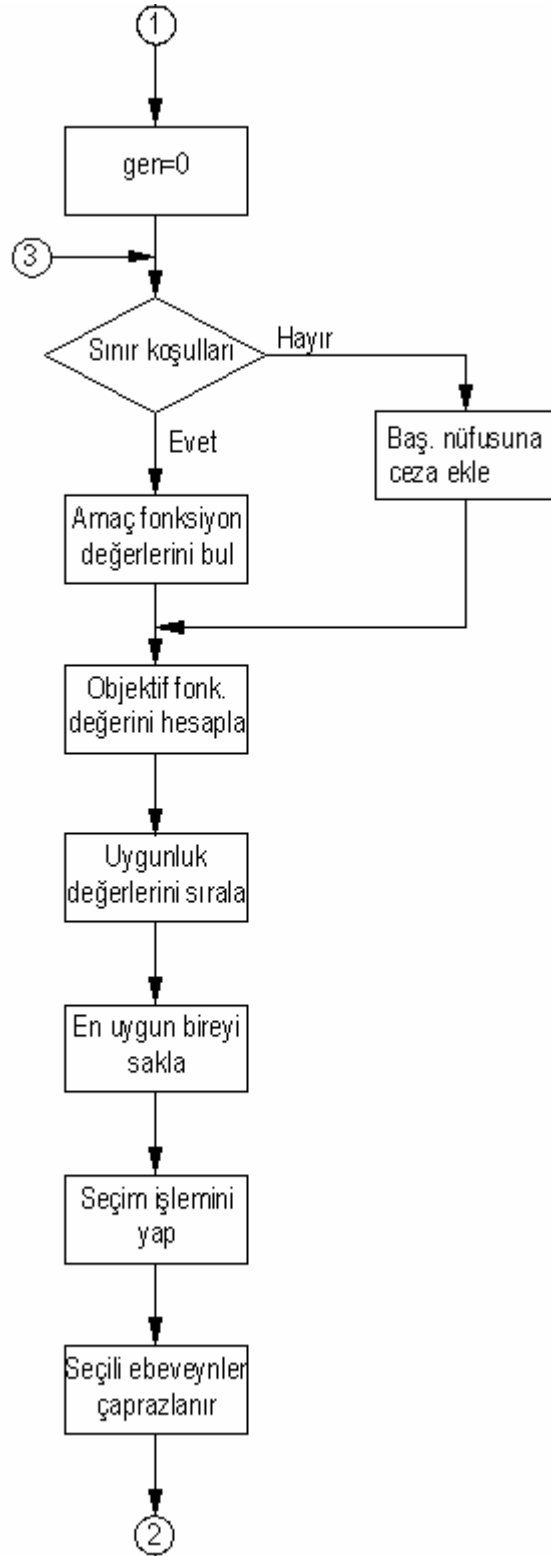 1
gen=0
3
Sınır koşulları
Hayır
Evet
Baş. nüfusuna
ceza ekle
Amaç fonksiyon
değerlerini bul
Objektif fonk.
değerini hesapla
Uygunluk
değerlerini sırala
En uygun bireyi
sakla
Seçim işlemini
yap
Seçili ebeveynler
çaprazlanır
2